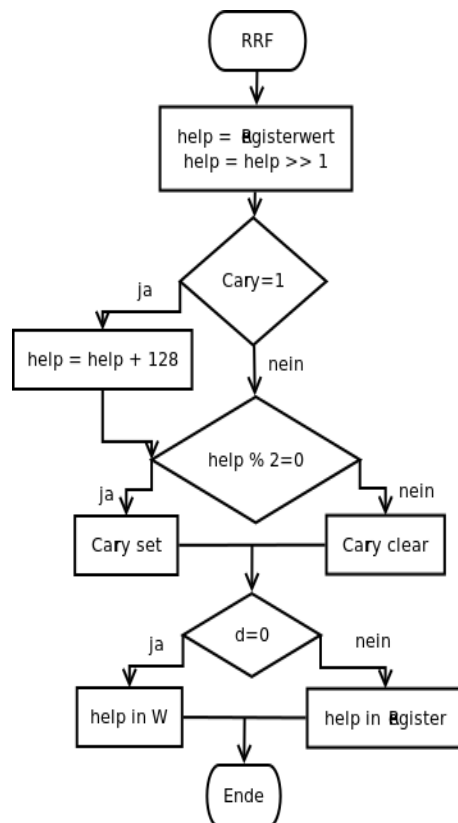 RRF
help = Registerwert
help = help >> 1
Cary=1
ja
nein
help = help + 128
help % 2=0
ja
nein
Cary set
Cary clear
d=0
ja
nein
help in W
help in Register
Ende